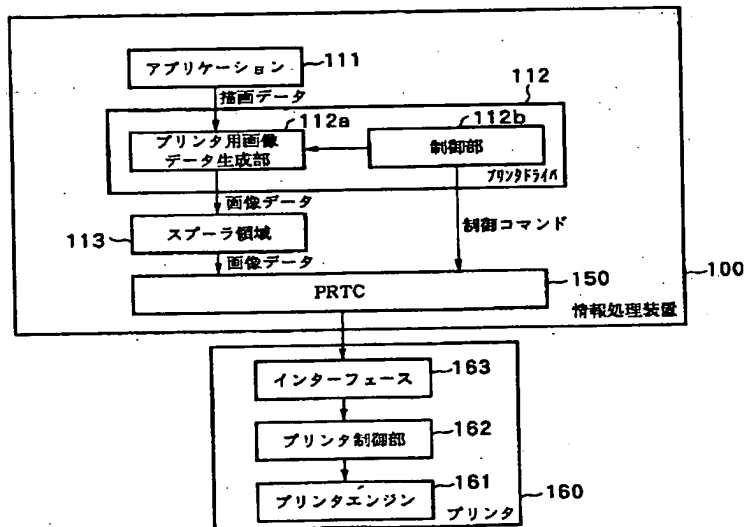 アプリケーション
111
描画データ
112
112a
112b
プリンタ用画像
データ生成部
制御部
プリンタドライバ
画像データ
113
スプーラ領域
制御コマンド
画像データ
PRTC
150
100
情報処理装置
インターフェース
163
プリンタ制御部
162
プリンタエンジン
161
160
プリンタ